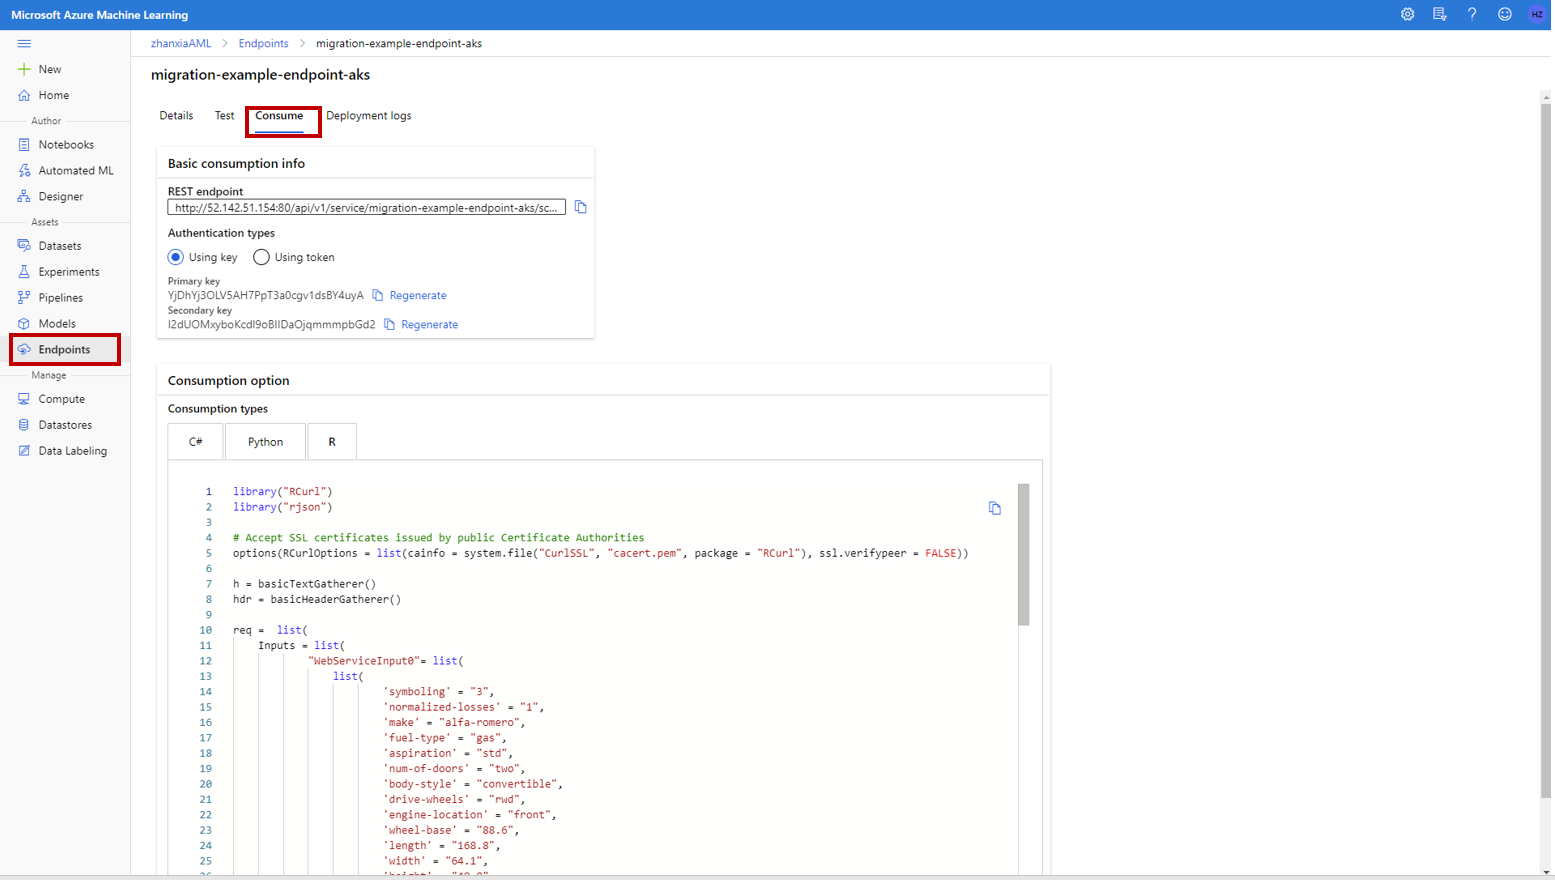 Microsoft Azure Machine Learning
HZ
zhanxiaAML > Endpoints > migration-example-endpoint-aks
New
Home
Author
Notebooks
Automated ML
Designer
Assets
Datasets
Experiments
Pipelines
Models
Endpoints
Manage
Compute
Datastores
Data Labeling
migration-example-endpoint-aks
Details Test Consume Deployment logs
Basic consumption info
REST endpoint
http://52.142.51.154:80/api/v1/service/migration-example-endpoint-aks/sc...
Authentication types
Using key Using token
Primary key
YjDhYj3OLV5AH7PpT3a0cgv1dsBY4uyA Regenerate
Secondary key
Regenerate
Consumption option
Consumption types
C# Python R
1 library("RCurl")
2 library("rjson")
3
4 # Accept SSL certificates issued by public Certificate Authorities
5 options(RCurlOptions = list(cainfo = system.file("CurlSSL", "cacert.pem", package = "RCurl"), ssl.verifypeer = FALSE))
6
7 h = basicTextGatherer()
8 hdr = basicHeaderGatherer()
9
10 req = list(
11 Inputs = list(
12 "WebServiceInput0"= list(
13 list(
14 'symboling' = "3",
15 'normalized-losses' = "1",
16 'make' = "alfa-romero",
17 'fuel-type' = "gas",
18 'aspiration' = "std",
19 'num-of-doors' = "two",
20 'body-style' = "convertible",
21 'drive-wheels' = "rwd",
22 'engine-location' = "front",
23 'wheel-base' = "88.6",
24 'length' = "168.8",
25 'width' = "64.1",